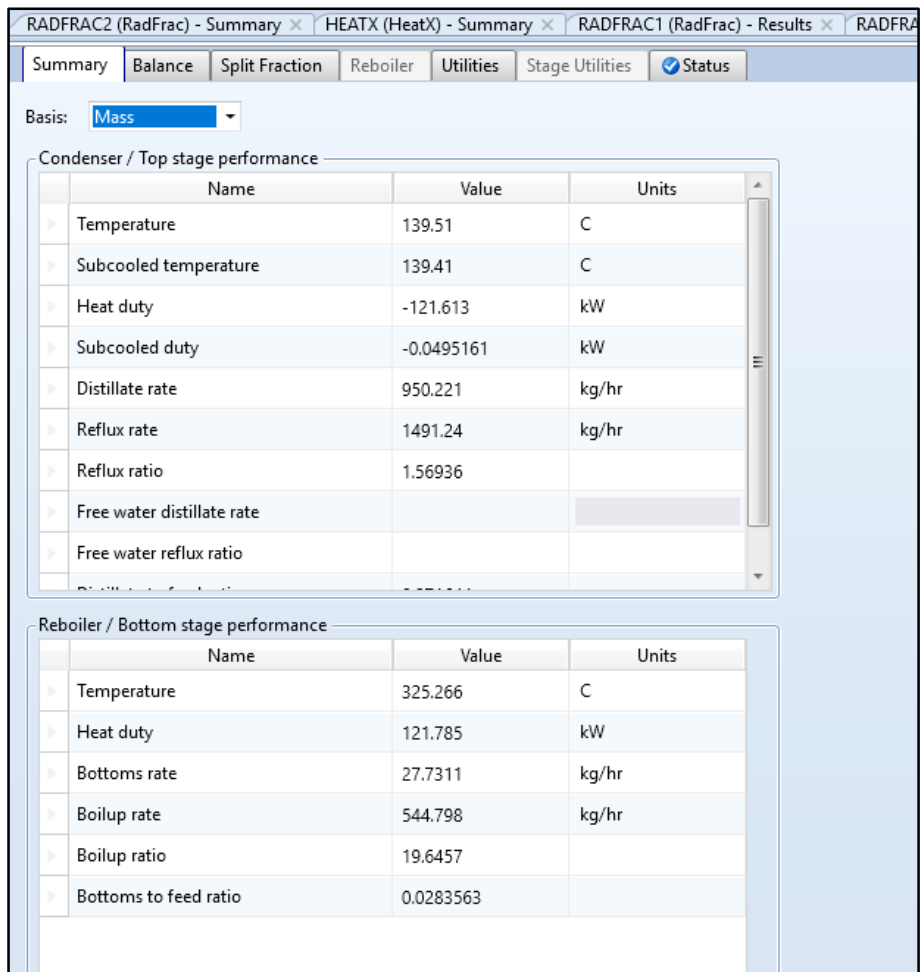 RADFRAC2 (RadFrac) - Summary × HEATX (HeatX) - Summary × RADFRAC1 (RadFrac) - Results × RADFRA
Summary Balance Split Fraction Reboiler Utilities Stage Utilities Status
Basis: Mass
Condenser / Top stage performance
Name Value Units
Temperature 139.51 C
Subcooled temperature 139.41 C
Heat duty -121.613 kW
Subcooled duty -0.0495161 kW
Distillate rate 950.221 kg/hr
Reflux rate 1491.24 kg/hr
Reflux ratio 1.56936
Free water distillate rate
Free water reflux ratio
Reboiler / Bottom stage performance
Name Value Units
Temperature 325.266 C
Heat duty 121.785 kW
Bottoms rate 27.7311 kg/hr
Boilup rate 544.798 kg/hr
Boilup ratio 19.6457
Bottoms to feed ratio 0.0283563